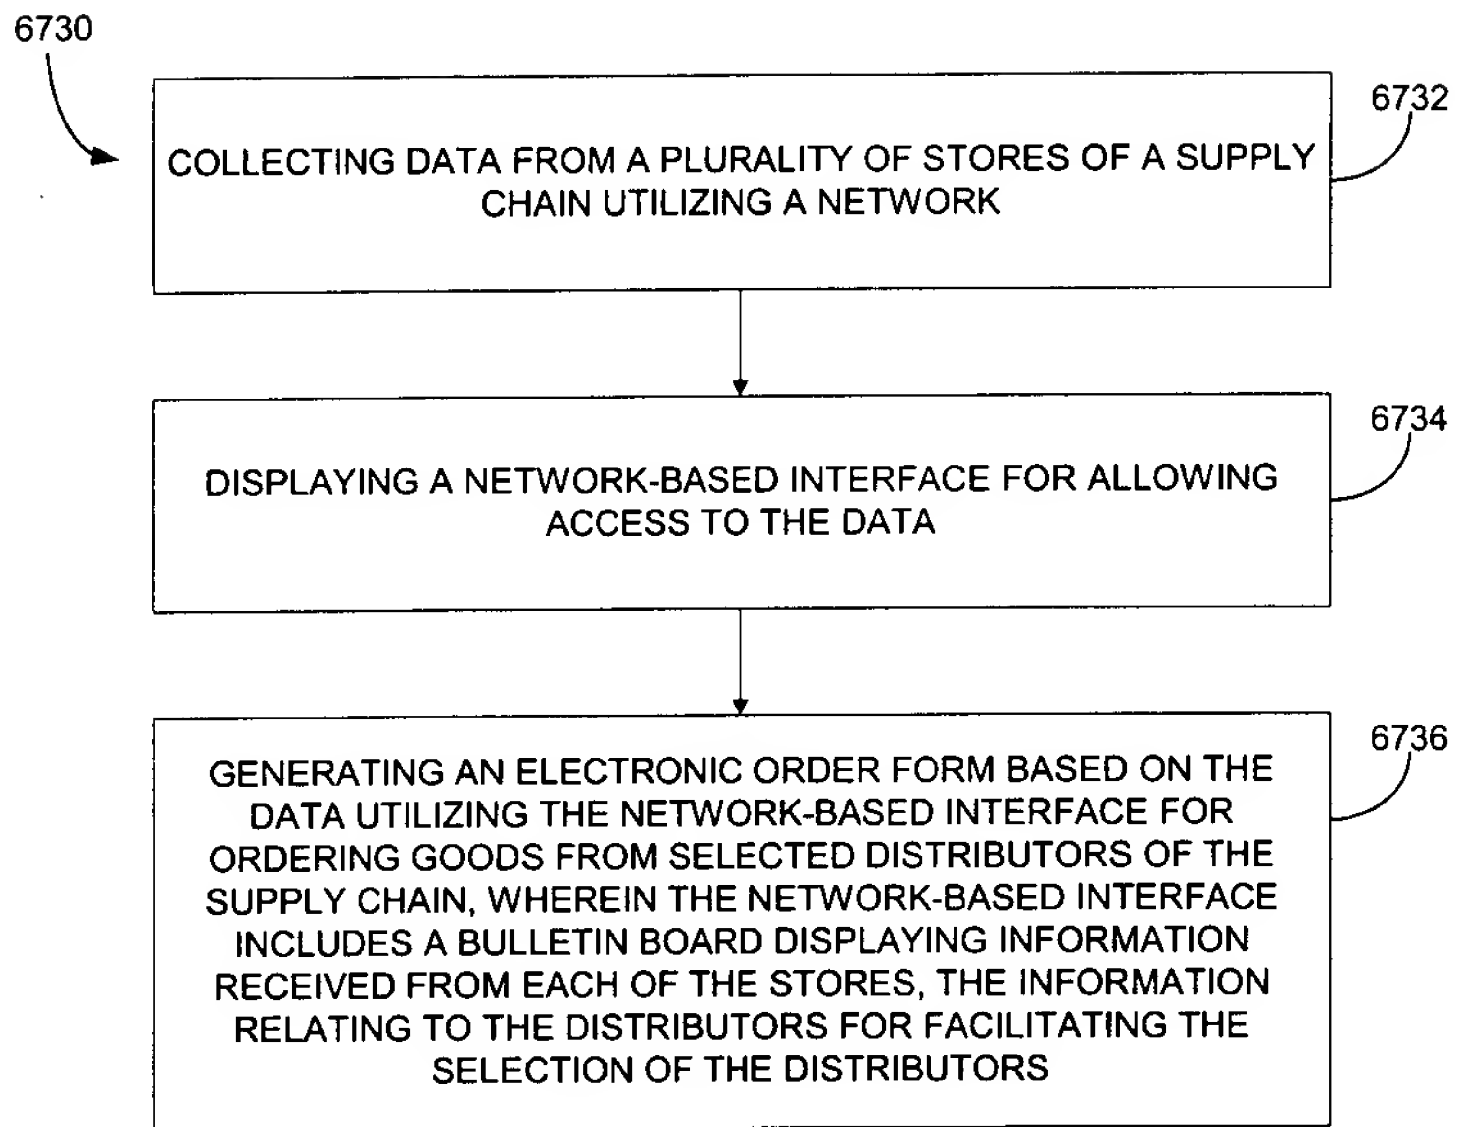 6730
6732
COLLECTING DATA FROM A PLURALITY OF STORES OF A SUPPLY
CHAIN UTILIZING A NETWORK
6734
DISPLAYING A NETWORK-BASED INTERFACE FOR ALLOWING
ACCESS TO THE DATA
6736
GENERATING AN ELECTRONIC ORDER FORM BASED ON THE
DATA UTILIZING THE NETWORK-BASED INTERFACE FOR
ORDERING GOODS FROM SELECTED DISTRIBUTORS OF THE
SUPPLY CHAIN, WHEREIN THE NETWORK-BASED INTERFACE
INCLUDES A BULLETIN BOARD DISPLAYING INFORMATION
RECEIVED FROM EACH OF THE STORES, THE INFORMATION
RELATING TO THE DISTRIBUTORS FOR FACILITATING THE
SELECTION OF THE DISTRIBUTORS